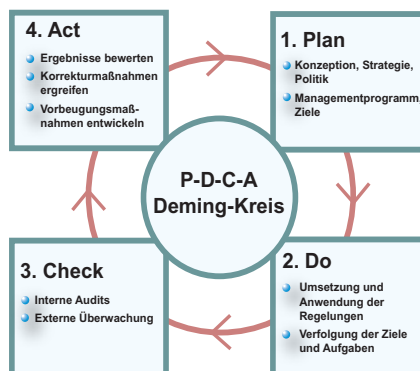 4. Act
Ergebnisse bewerten
Korrekturmaßnahmen
ergreifen
Vorbeugungsmaß-
nahmen entwickeln
1. Plan
Konzeption, Strategie,
Politik
Managementprogramm,
Ziele
P-D-C-A
Deming-Kreis
3. Check
Interne Audits
Externe Überwachung
2. Do
Umsetzung und
Anwendung der
Regelungen
Verfolgung der Ziele
und Aufgaben